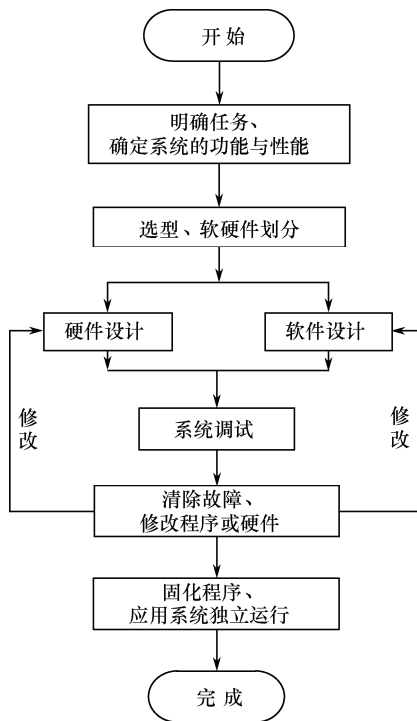 开始
明确任务、
确定系统的功能与性能
选型、软硬件划分
硬件设计
软件设计
修改
修改
系统调试
清除故障、
修改程序或硬件
固化程序、
应用系统独立运行
完成